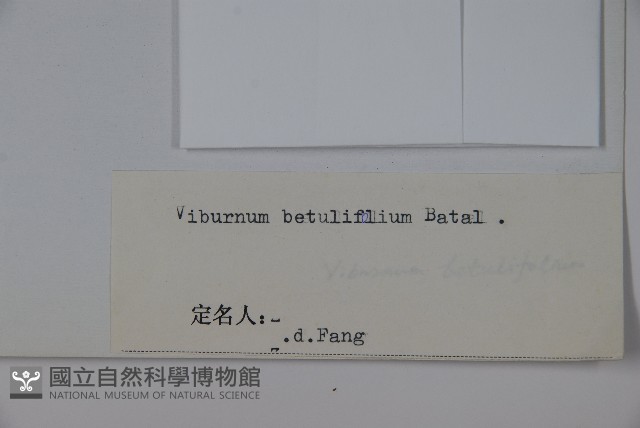 Viburnum betulifolium Batal .
Viburnum betulifolium
定名人:
.d.Fang
國立自然科學博物館
NATIONAL MUSEUM OF NATURAL SCIENCE